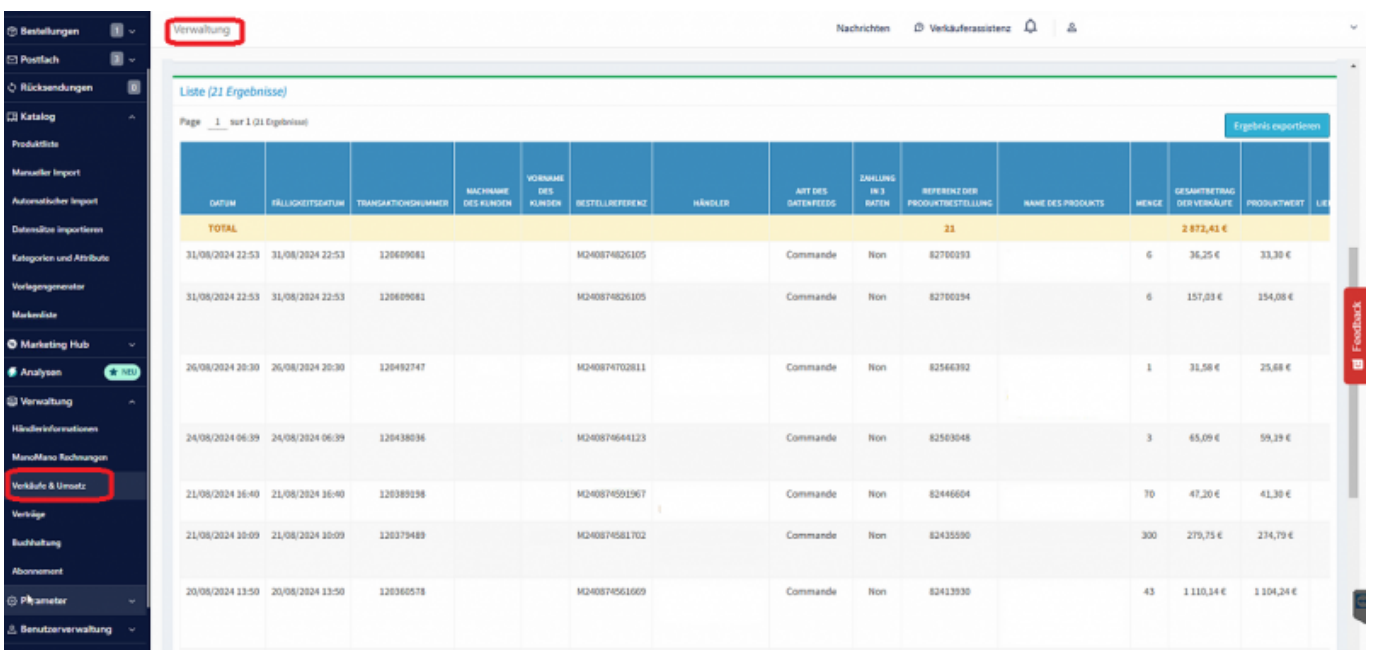 Bestellungen 1
Postfach 3
Rücksendungen 0
Katalog
Produktliste
Manueller Import
Automatischer Import
Datensätze importieren
Kategorien und Attribute
Vorlagengenerator
Markenliste
Marketing Hub
Analysen ★ NEU
Verwaltung
Händlerinformationen
ManoMano Rechnungen
Verkäufe & Umsatz
Verträge
Buchhaltung
Abonnement
Parameter
Benutzerverwaltung
Verwaltung
Nachrichten Verkäuferassistenz
Liste (21 Ergebnisse)
Page 1 sur 1 (21 Ergebnisse)
Ergebnis exportieren
DATUM FÄLLIGKEITSDATUM TRANSAKTIONSNUMMER NACHNAME DES KUNDEN VORNAME DES KUNDEN BESTELLREFERENZ HÄNDLER ART DES DATENFEEDS ZAHLUNG IN 3 RATEN REFERENZ DER PRODUKTBESTELLUNG NAME DES PRODUKTS MENGE GESAMTBETRAG DER VERKÄUFE PRODUKTWERT
TOTAL 21 2 872,41 €
31/08/2024 22:53 31/08/2024 22:53 120609081 M240874826105 Commande Non 82700193 6 36,25 € 33,30 €
31/08/2024 22:53 31/08/2024 22:53 120609081 M240874826105 Commande Non 82700194 6 157,03 € 154,08 €
26/08/2024 20:30 26/08/2024 20:30 120492747 M240874702811 Commande Non 82566392 1 31,58 € 25,68 €
24/08/2024 06:39 24/08/2024 06:39 120438036 M240874644123 Commande Non 82503048 3 65,09 € 59,19 €
21/08/2024 16:40 21/08/2024 16:40 120389198 M240874591967 Commande Non 82446604 70 47,20 € 41,30 €
21/08/2024 10:09 21/08/2024 10:09 120379489 M240874581702 Commande Non 82435590 300 279,75 € 274,79 €
20/08/2024 13:50 20/08/2024 13:50 120360578 M240874561669 Commande Non 82413930 43 1 110,14 € 1 104,24 €
Feedback